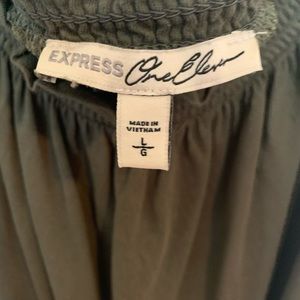 EXPRESS One Eleven
MADE IN
VIETNAM
L
G